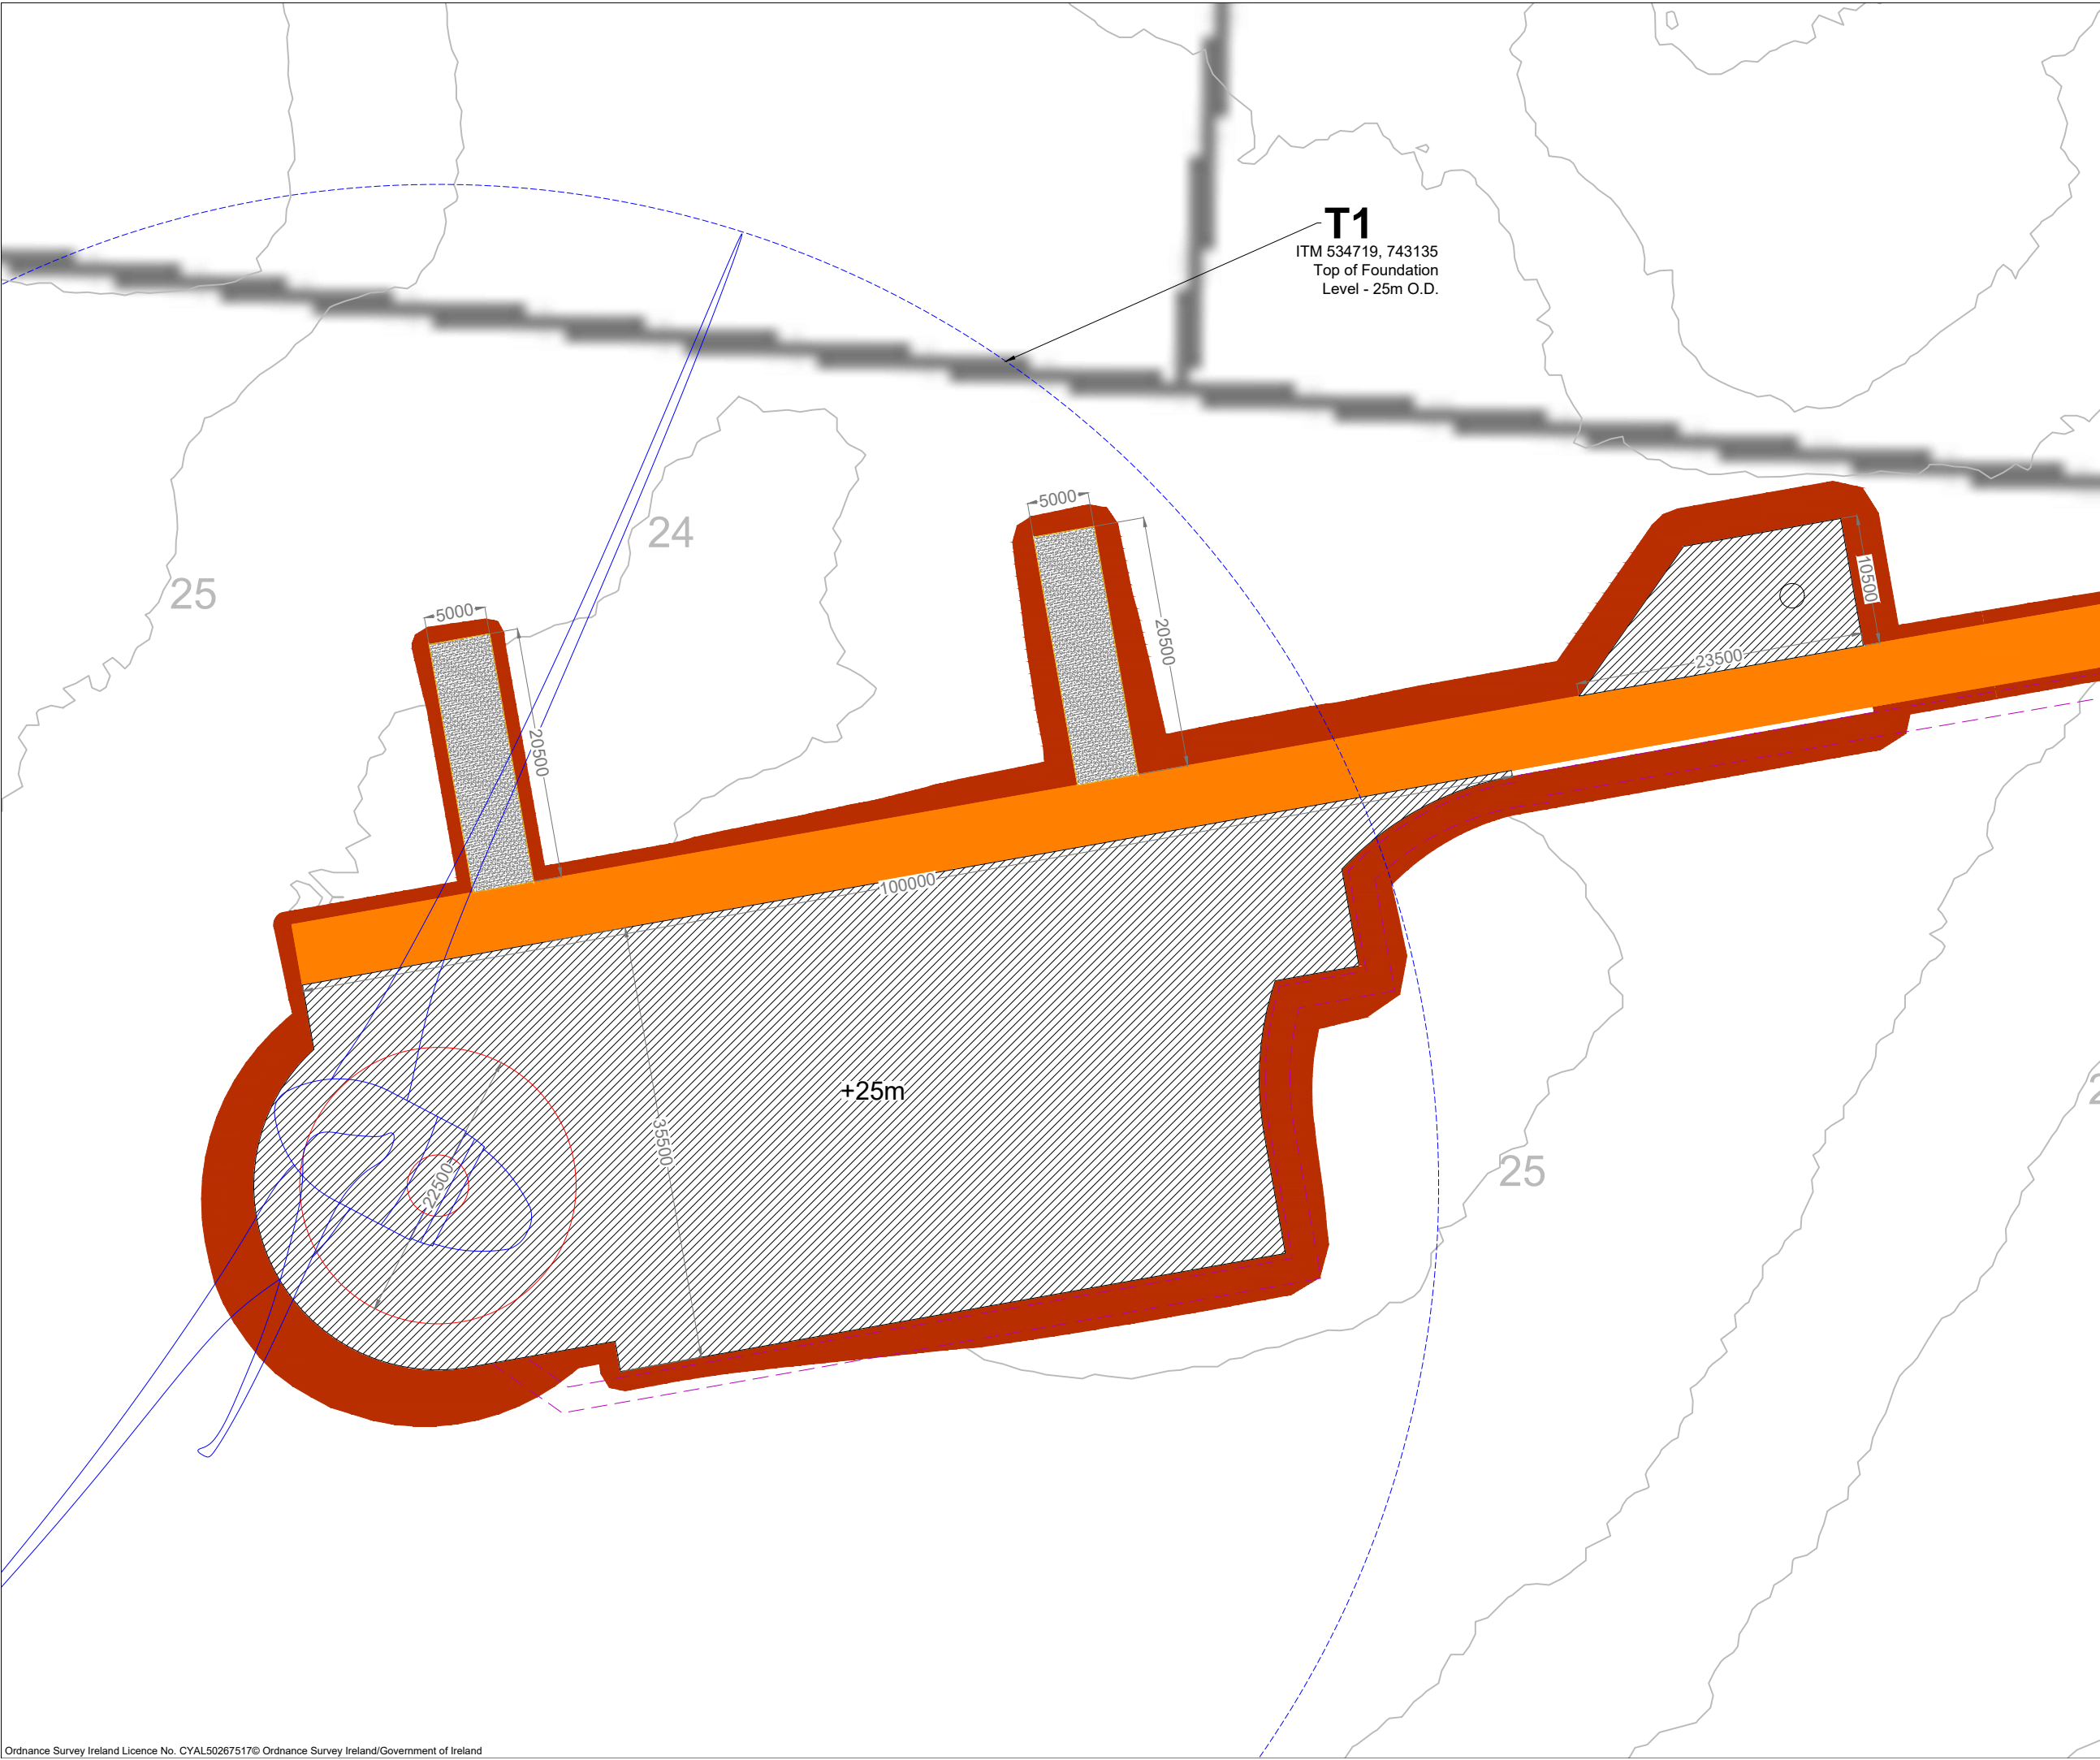 T1
ITM 534719, 743135
Top of Foundation
Level - 25m O.D.
5000
24
10500
25
5000
20500
23500
20500
100000
+25m
35500
25
22500
Ordnance Survey Ireland Licence No. CYAL50267517© Ordnance Survey Ireland/Government of Ireland